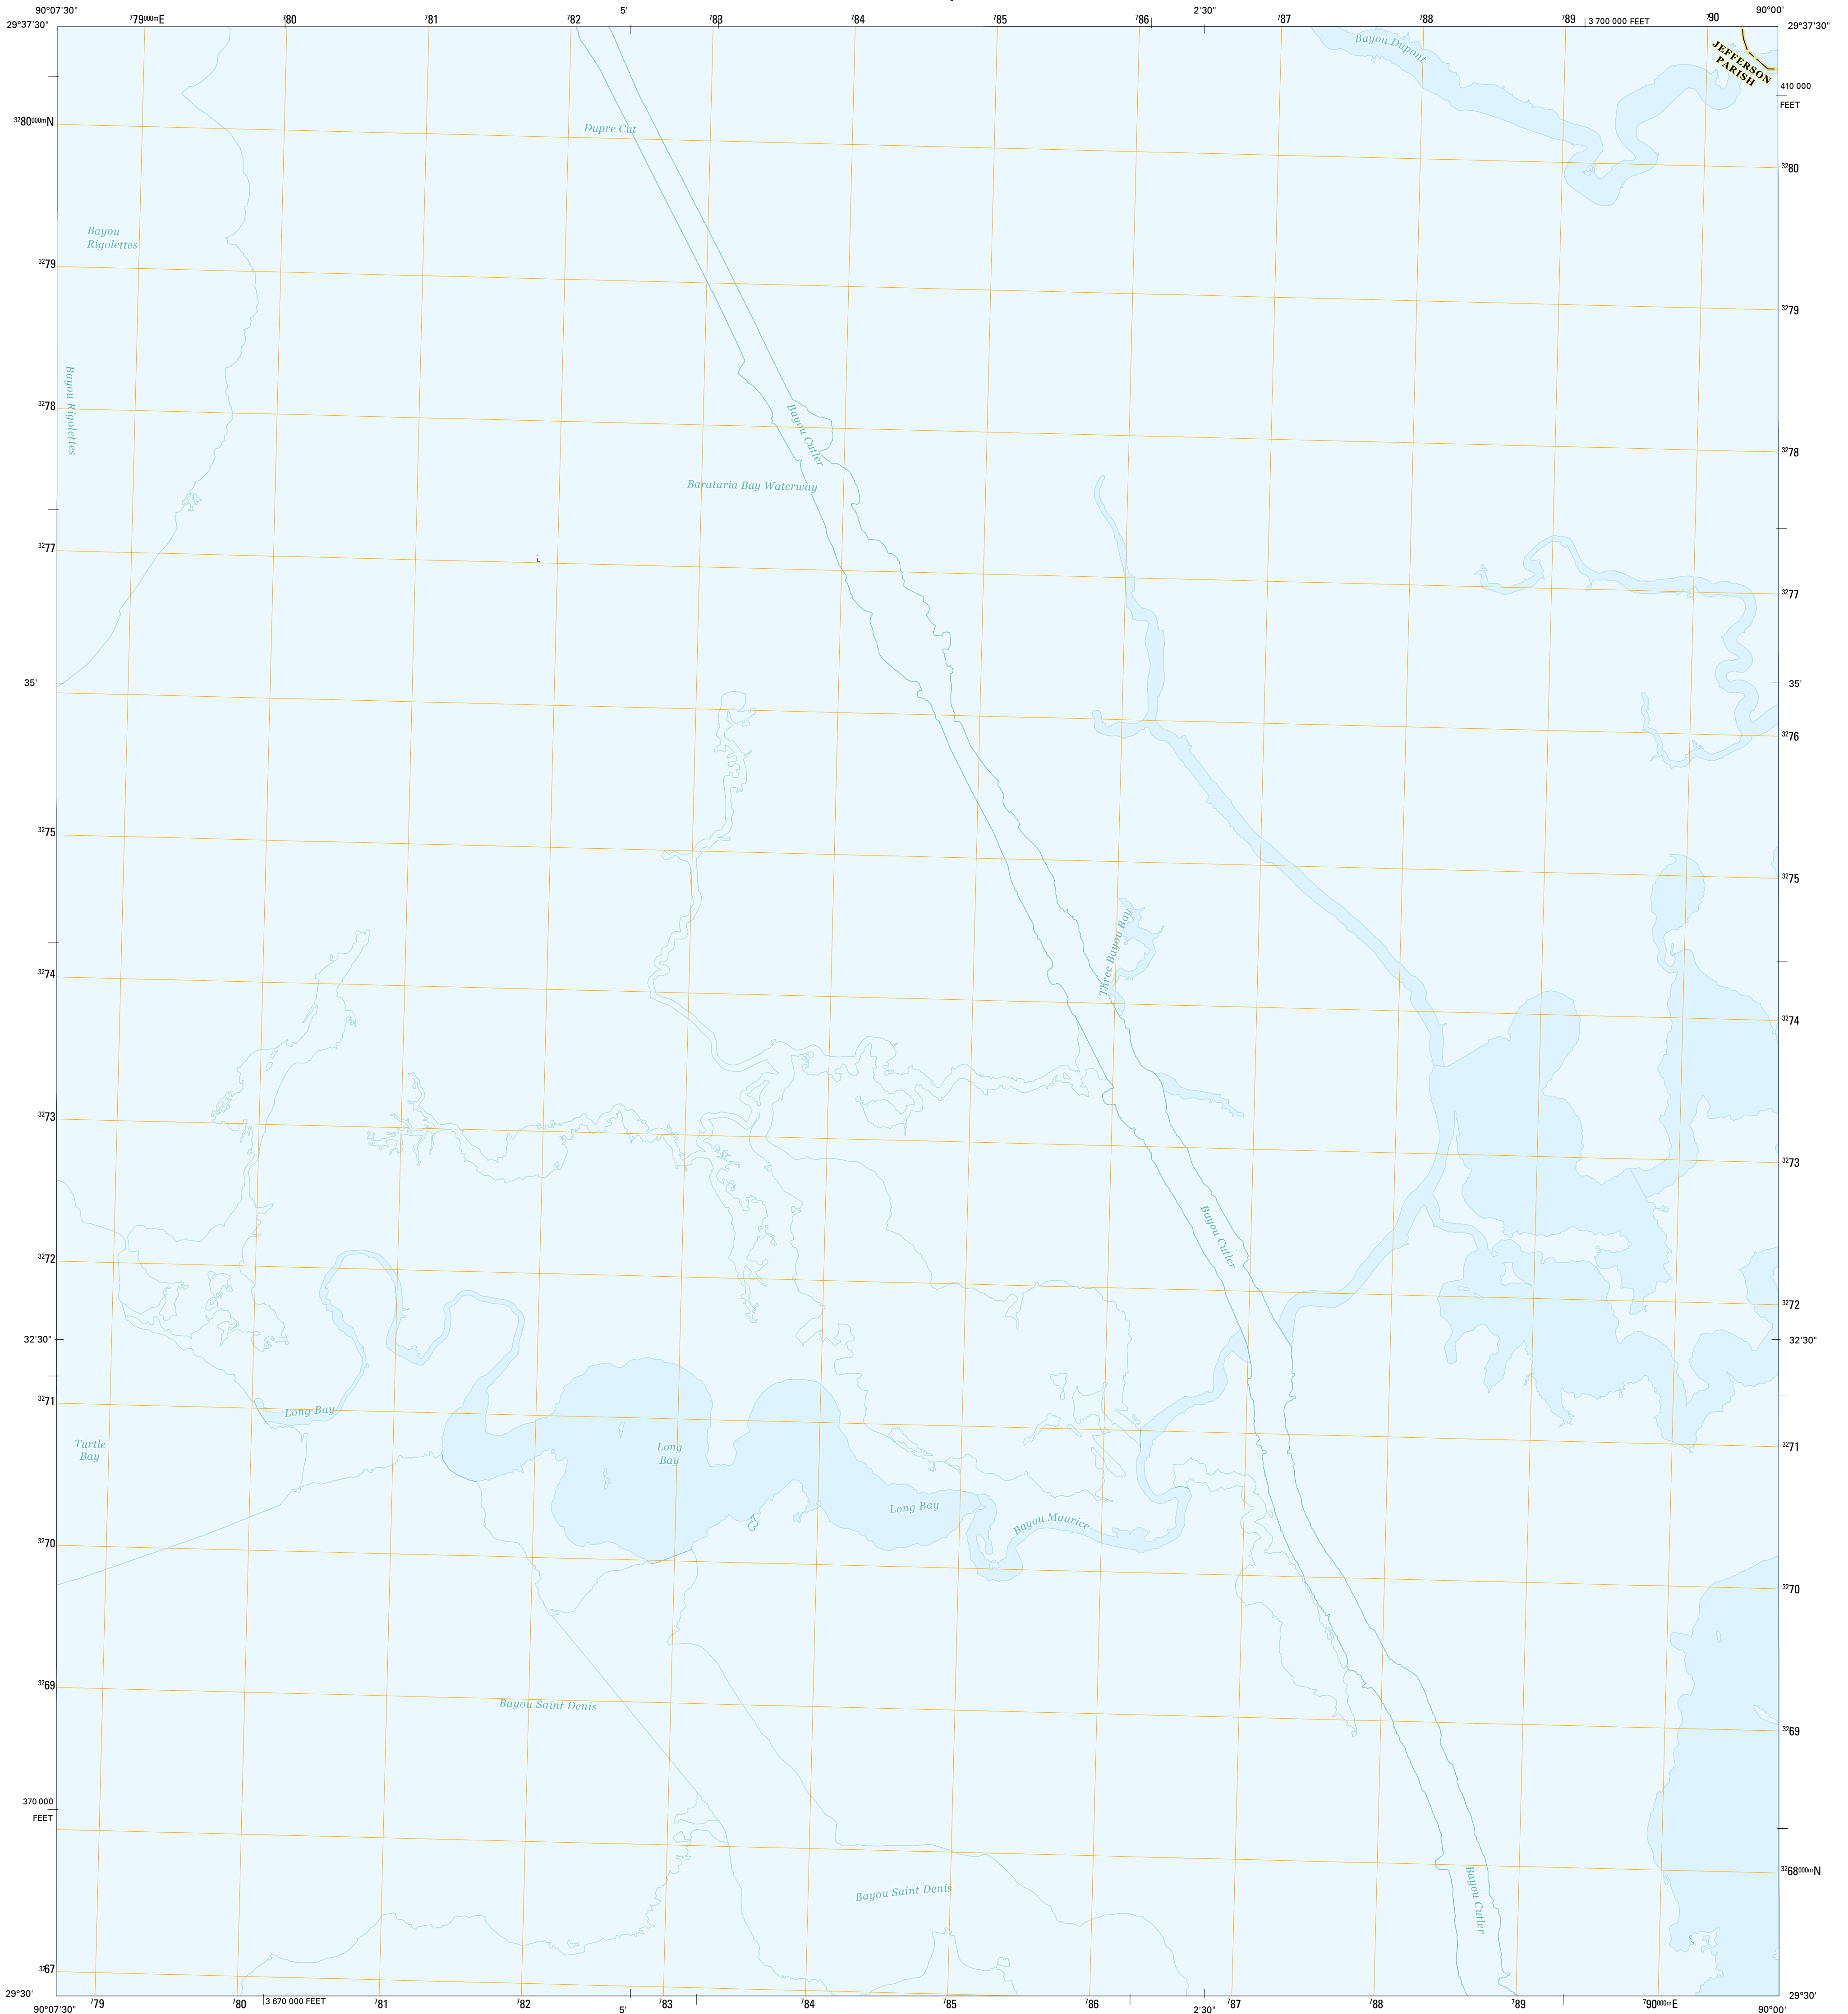 90°07'30"
⁷79⁰⁰⁰ᵐE
⁷80
⁷81
⁷82
5'
⁷83
⁷84
⁷85
⁷86
2'30"
⁷87
⁷88
⁷89
3 700 000 FEET
⁷90
90°00'
29°37'30"
29°37'30"
Bayou Dupont
JEFFERSON
PARISH
410 000
FEET
³²80⁰⁰⁰ᵐN
Dupre Cut
³²80
Bayou
Rigolettes
³²79
³²79
Bayou Rigolettes
³²78
Bayou Cutler
³²78
Barataria Bay Waterway
³²77
³²77
35'
35'
³²76
³²75
³²75
Three Bayou Bay
³²74
³²74
³²73
³²73
Bayou Cutler
³²72
³²72
32'30"
32'30"
³²71
Long Bay
Turtle
Bay
Long
Bay
³²71
Long Bay
Bayou Maurice
³²70
³²70
³²69
Bayou Saint Denis
³²69
370 000
FEET
³²68⁰⁰⁰ᵐN
Bayou Saint Denis
Bayou Cutler
³²67
29°30'
29°30'
90°07'30"
⁷79
⁷80
3 670 000 FEET
⁷81
⁷82
5'
⁷83
⁷84
⁷85
⁷86
2'30"
⁷87
⁷88
⁷89
⁷90⁰⁰⁰ᵐE
90°00'